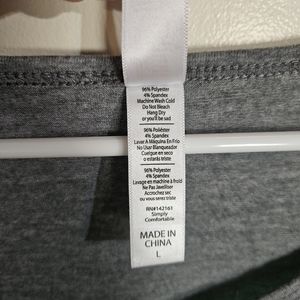 96% Polyester
4% Spandex
Machine Wash Cold
Do Not Bleach
Hang Dry
or you'll be sad
96% Poliéster
4% Spandex
Lavar A Máquina En Frío
No Usar Blanqueador
Cuelgue en seco
o estarás triste
96% Polyester
4% Spandex
Lavage en machine à froid
Ne Pas Javelliser
Accrochez sec
ou vous serez triste
RN#142161
Simply
Comfortable
MADE IN
CHINA
L